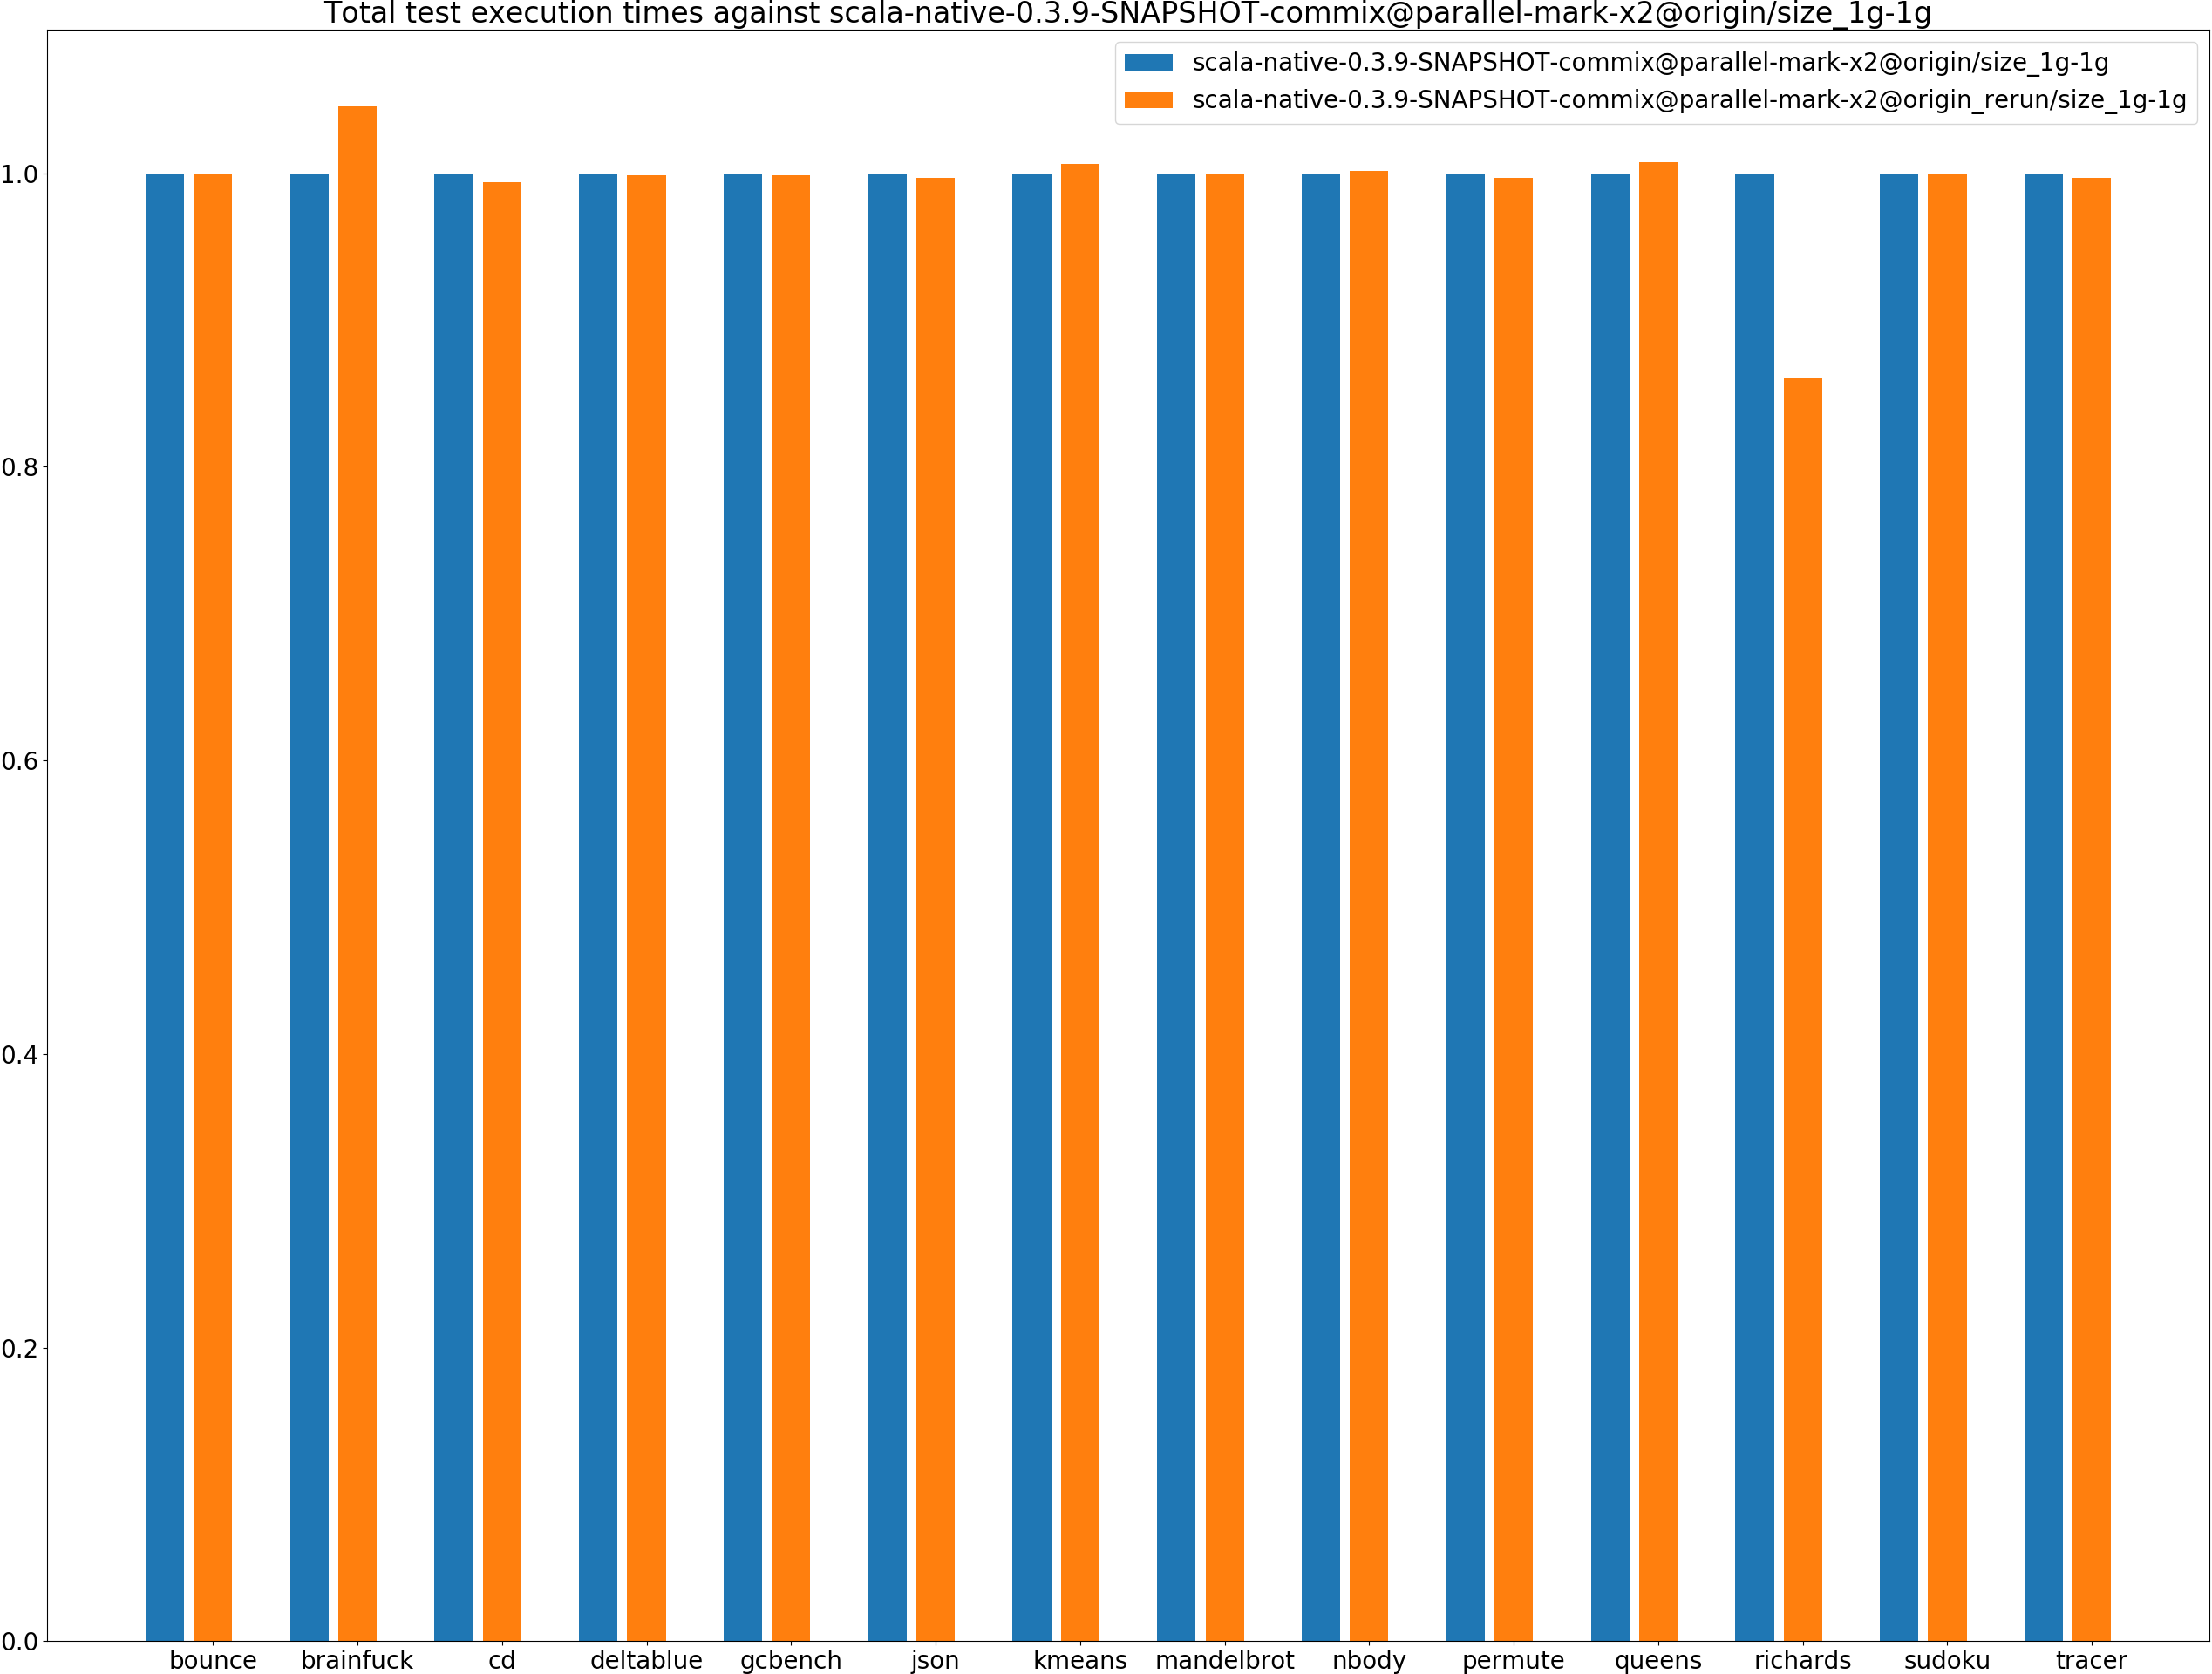 Total test execution times against scala-native-0.3.9-SNAPSHOT-commix@parallel-mark-x2@origin/size_1g-1g
scala-native-0.3.9-SNAPSHOT-commix@parallel-mark-x2@origin/size_1g-1g
scala-native-0.3.9-SNAPSHOT-commix@parallel-mark-x2@origin_rerun/size_1g-1g
1.0
0.8
0.6
0.4
0.2
0.0
bounce brainfuck cd deltablue gcbench json kmeans mandelbrot nbody permute queens richards sudoku tracer